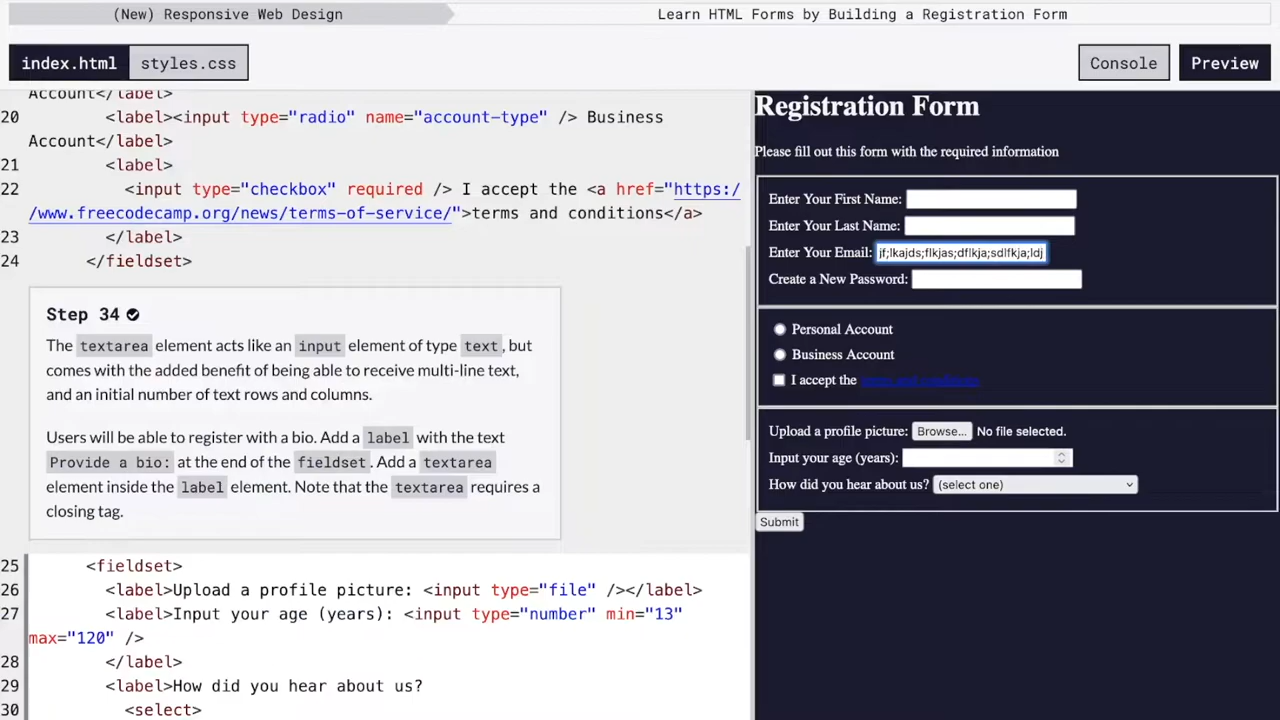 (New) Responsive Web Design
Learn HTML Forms by Building a Registration Form
index.html
styles.css
Console
Preview
Account</label>
20 <label><input type="radio" name="account-type" /> Business
Account</label>
21 <label>
22 <input type="checkbox" required /> I accept the <a href="https:/
/www.freecodecamp.org/news/terms-of-service/">terms and conditions</a>
23 </label>
24 </fieldset>
Step 34
The textarea element acts like an input element of type text, but
comes with the added benefit of being able to receive multi-line text,
and an initial number of text rows and columns.
Users will be able to register with a bio. Add a label with the text
Provide a bio: at the end of the fieldset. Add a textarea
element inside the label element. Note that the textarea requires a
closing tag.
25 <fieldset>
26 <label>Upload a profile picture: <input type="file" /></label>
27 <label>Input your age (years): <input type="number" min="13"
max="120" />
28 </label>
29 <label>How did you hear about us?
30 <select>
Registration Form
Please fill out this form with the required information
Enter Your First Name:
Enter Your Last Name:
Enter Your Email: jf;lkajds;flkjas;dflkja;sdlfkja;ldj
Create a New Password:
Personal Account
Business Account
I accept the terms and conditions
Upload a profile picture: Browse... No file selected.
Input your age (years):
How did you hear about us? (select one)
Submit